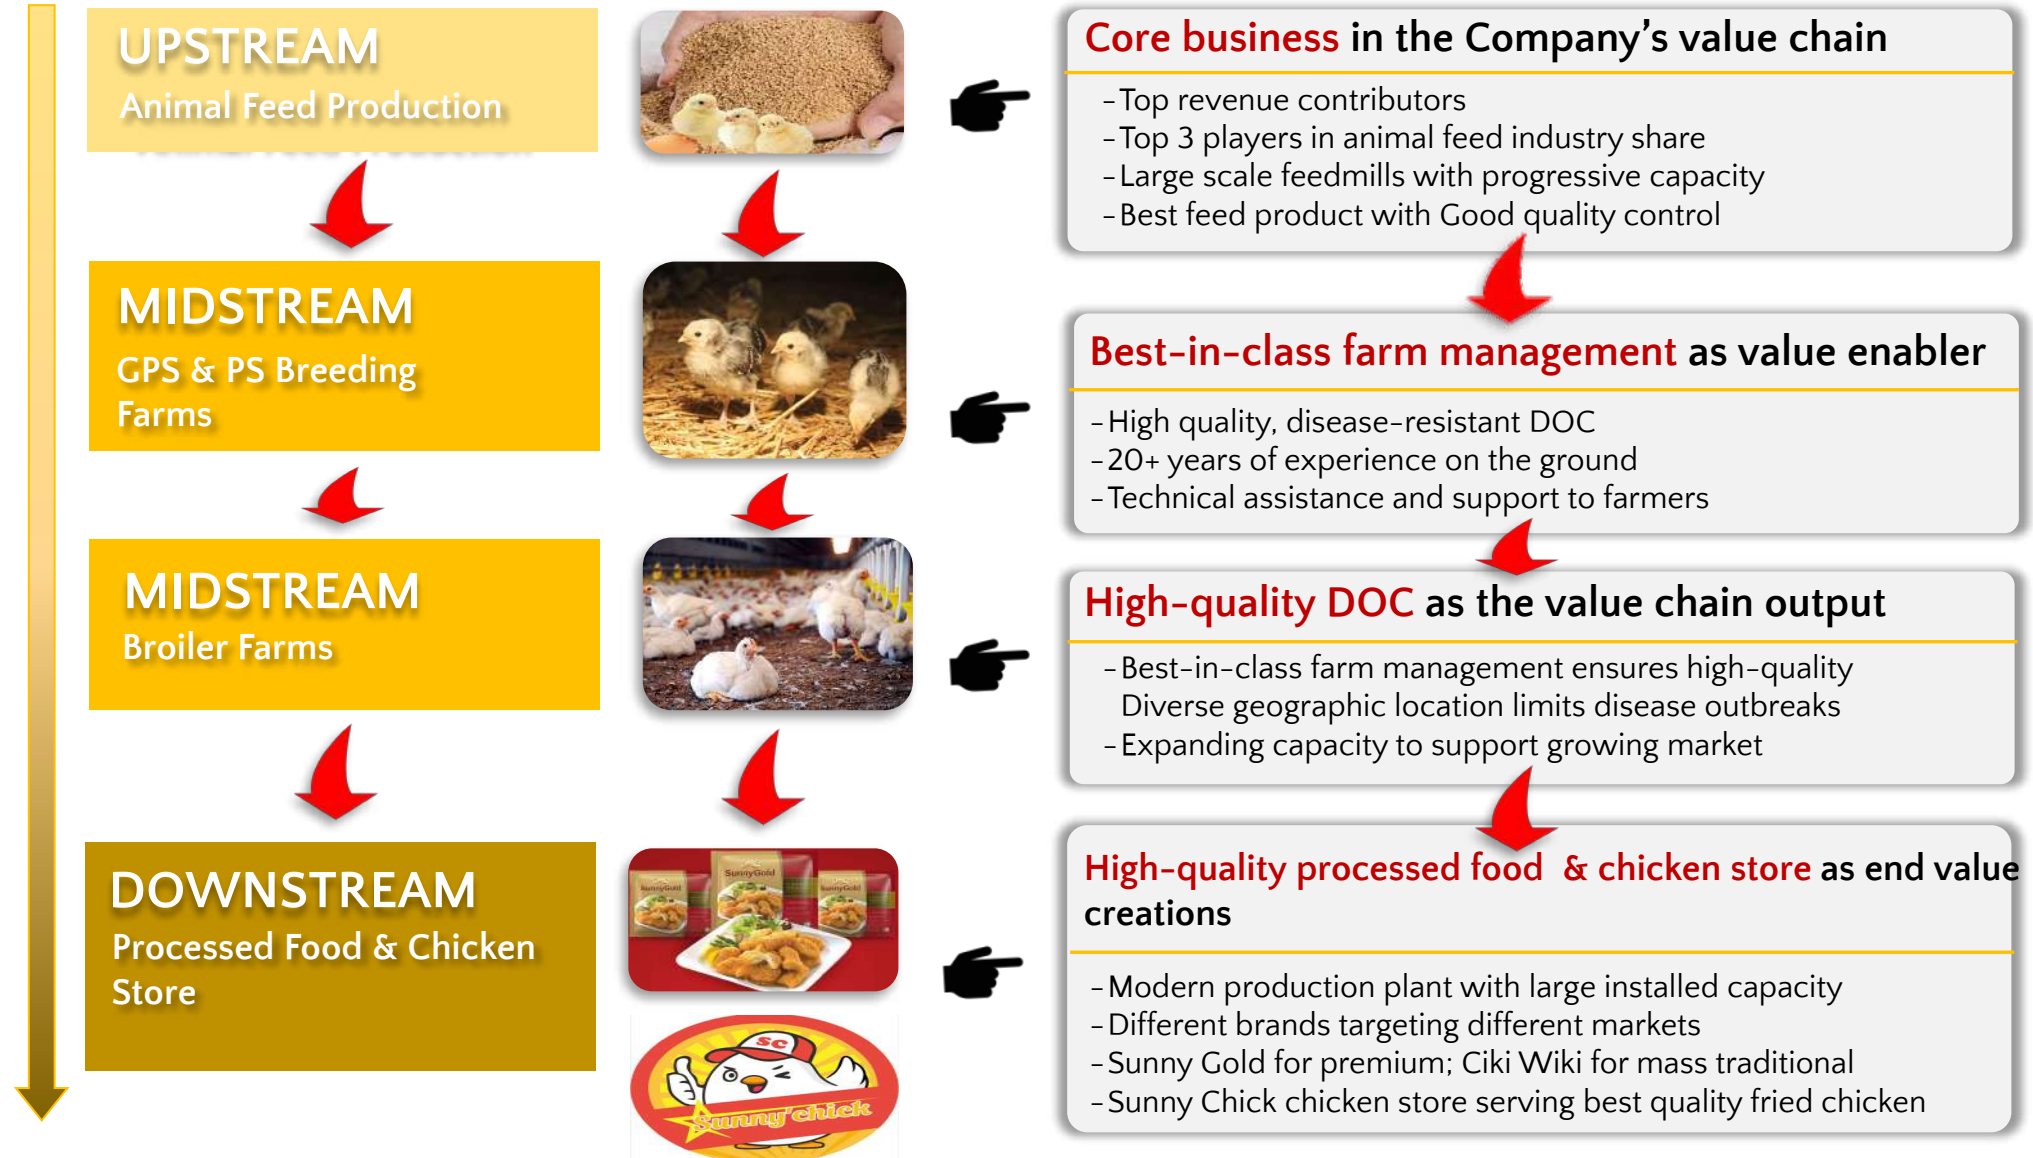 UPSTREAM
Animal Feed Production
Core business in the Company's value chain
-Top revenue contributors
-Top 3 players in animal feed industry share
-Large scale feedmills with progressive capacity
-Best feed product with Good quality control
MIDSTREAM
GPS & PS Breeding
Farms
Best-in-class farm management as value enabler
-High quality, disease-resistant DOC
-20+ years of experience on the ground
-Technical assistance and support to farmers
MIDSTREAM
Broiler Farms
High-quality DOC as the value chain output
-Best-in-class farm management ensures high-quality
Diverse geographic location limits disease outbreaks
-Expanding capacity to support growing market
DOWNSTREAM
Processed Food & Chicken
Store
SunnyGold
SunnyGold
SunnyGold
SC
Sunny'chick
High-quality processed food & chicken store as end value
creations
-Modern production plant with large installed capacity
-Different brands targeting different markets
-Sunny Gold for premium; Ciki Wiki for mass traditional
-Sunny Chick chicken store serving best quality fried chicken